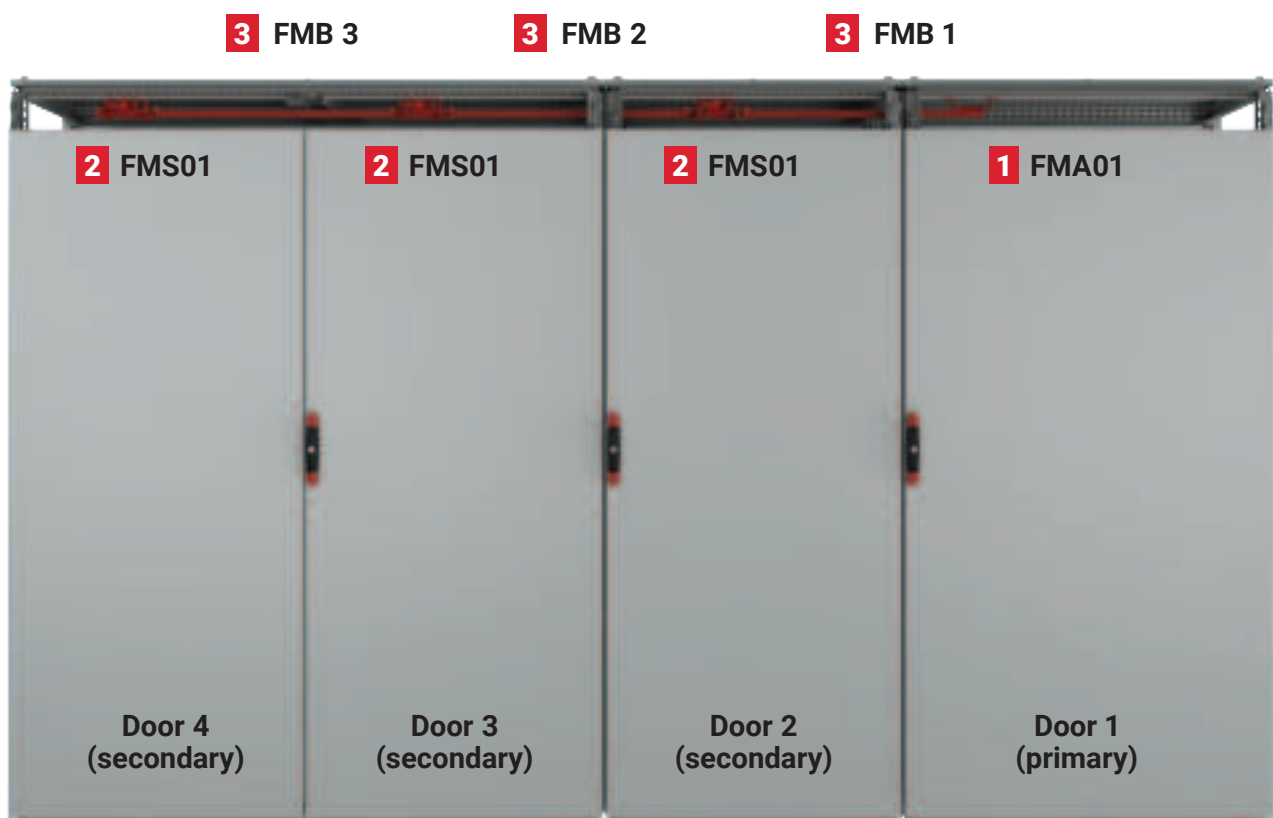 3 FMB 3
3 FMB 2
3 FMB 1
2 FMS01
2 FMS01
2 FMS01
1 FMA01
Door 4
(secondary)
Door 3
(secondary)
Door 2
(secondary)
Door 1
(primary)